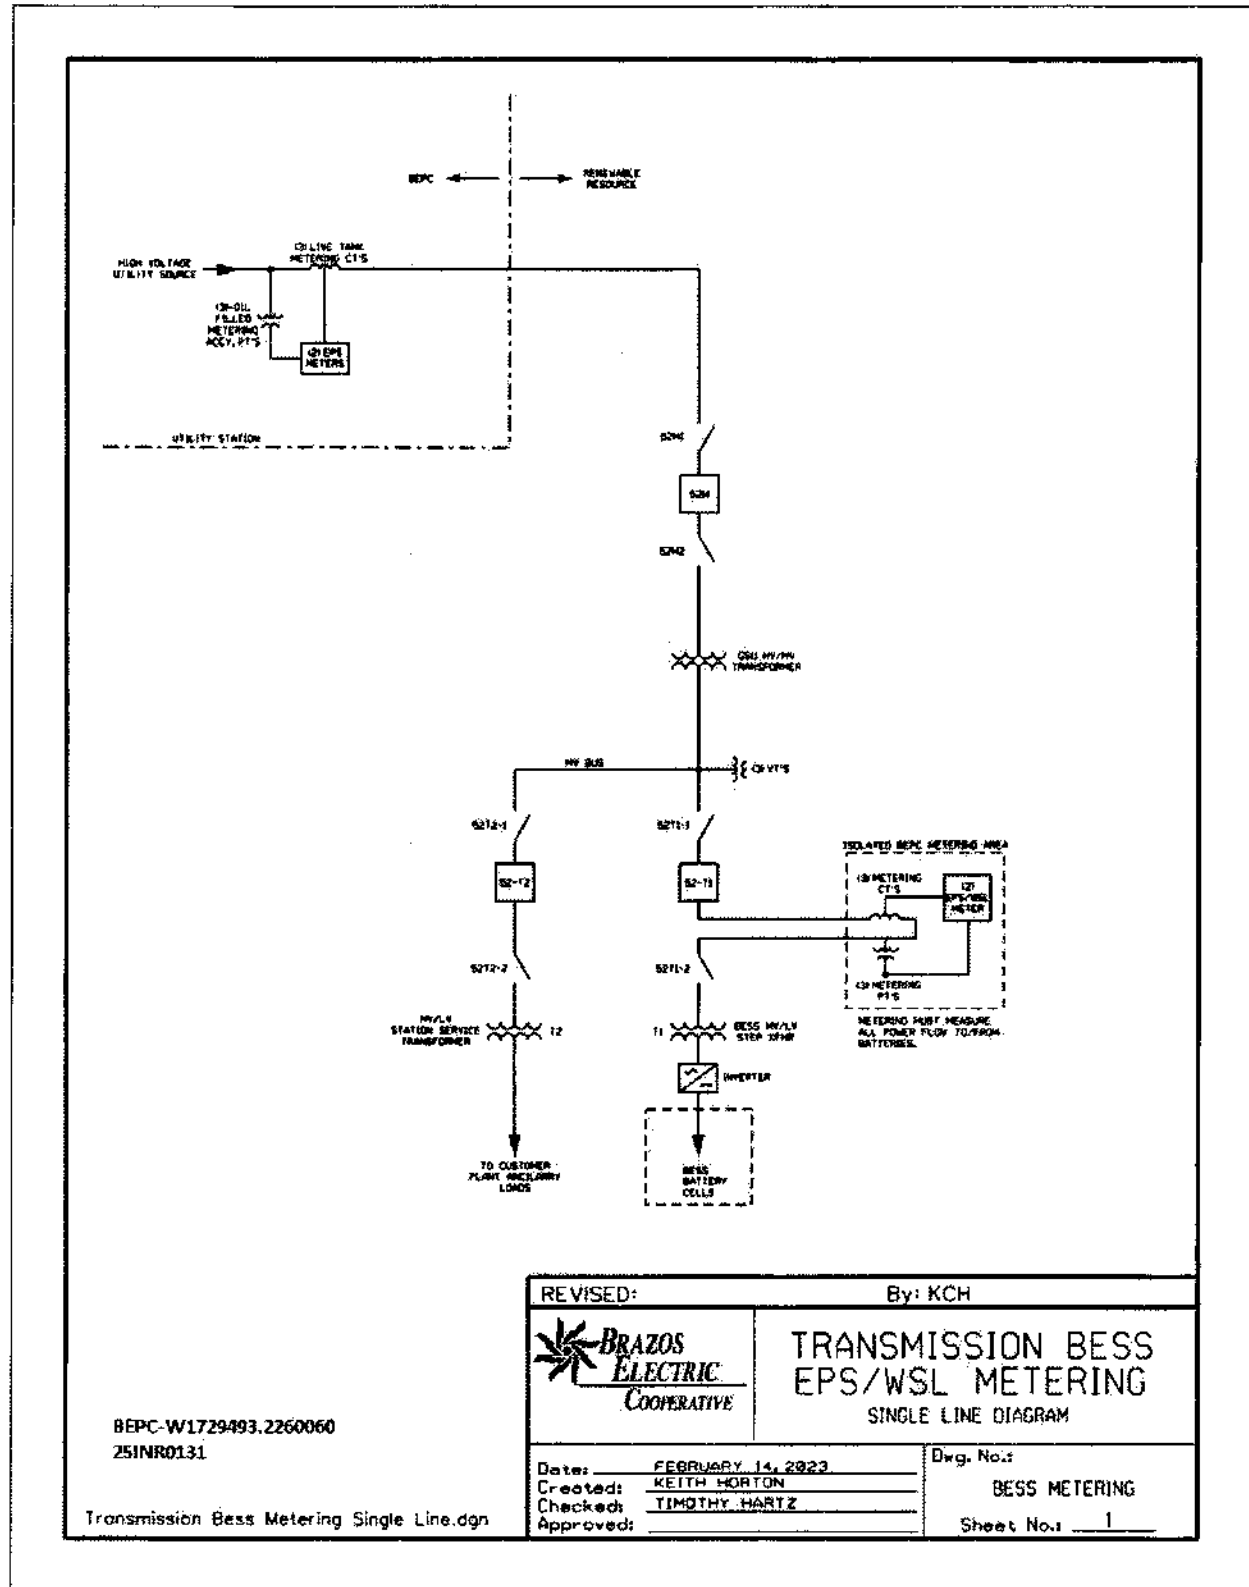 BEPC
RENEWABLE
RESOURCE
(3) LIVE TANK
METERING CT'S
HIGH VOLTAGE
UTILITY SOURCE
(3)-OIL
FILLED
METERING
ACCY. PT'S
(2) EPS
METERS
UTILITY STATION
52M1
52M
52M2
GSU HV/MV
TRANSFORMER
MV BUS
(3) VT'S
52T2-1
52T1-1
52-T2
52-T1
ISOLATED BEPC METERING AREA
(3) METERING
CT'S
(2)
EPS/WSL
METER
52T2-2
52T1-2
(3) METERING
PT'S
METERING MUST MEASURE
ALL POWER FLOW TO/FROM
BATTERIES.
MV/LV
STATION SERVICE
TRANSFORMER
T2
T1
BESS MV/LV
STEP XFMR
INVERTER
TO CUSTOMER
PLANT ANCILARRY
LOADS
BESS
BATTERY
CELLS
REVISED: By: KCH
BRAZOS
ELECTRIC
COOPERATIVE
TRANSMISSION BESS
EPS/WSL METERING
SINGLE LINE DIAGRAM
BEPC-W1729493.2260060
25INR0131
Date: FEBRUARY 14, 2023
Created: KEITH HORTON
Checked: TIMOTHY HARTZ
Approved:
Dwg. No.:
BESS METERING
Sheet No.: 1
Transmission Bess Metering Single Line.dgn